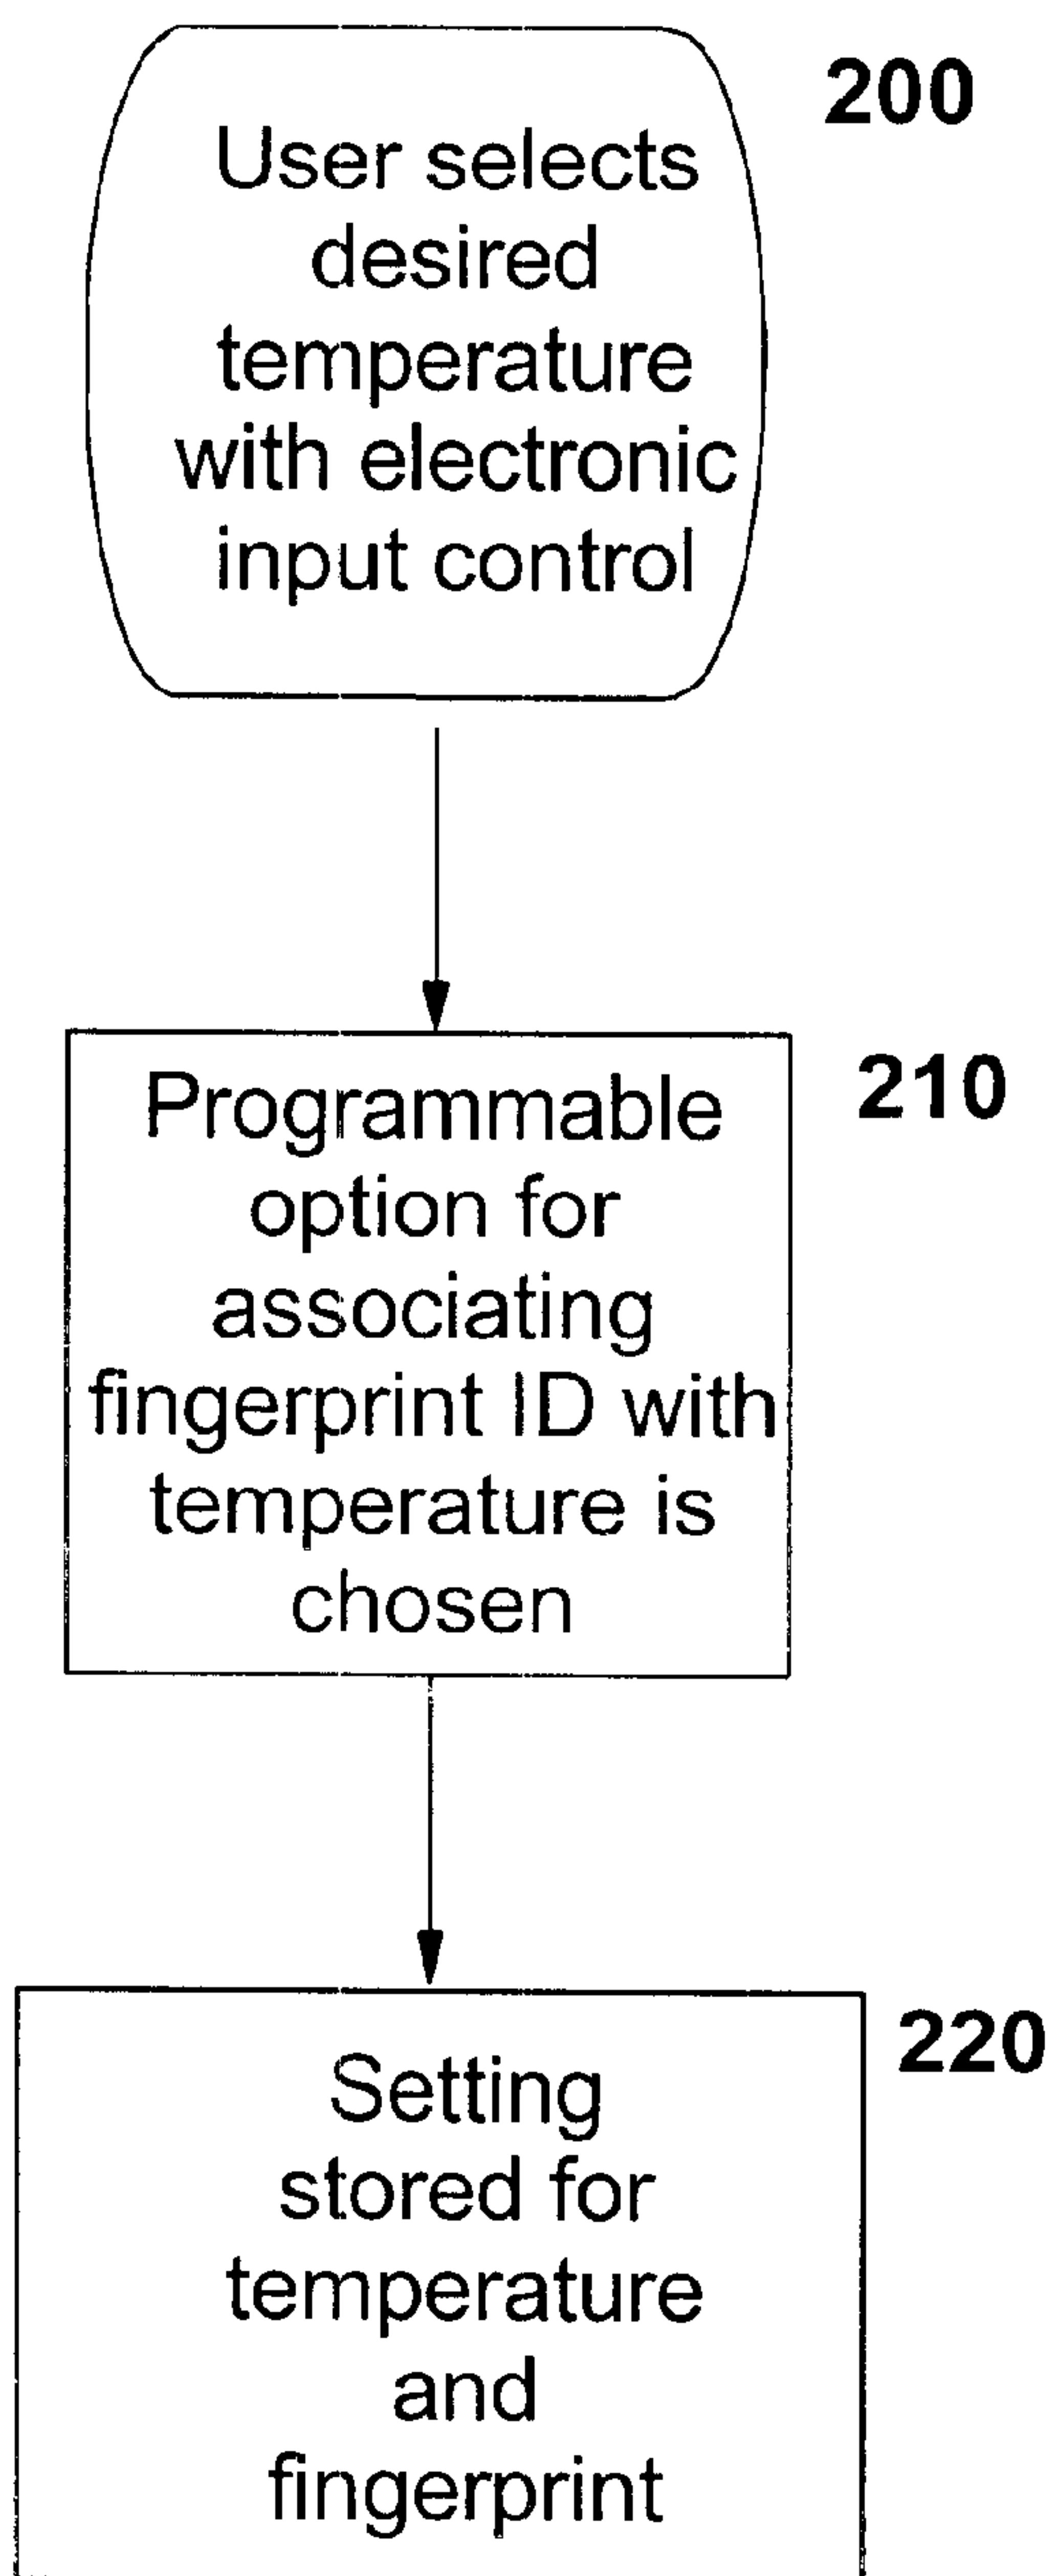 200
User selects
desired
temperature
with electronic
input control
210
Programmable
option for
associating
fingerprint ID with
temperature is
chosen
220
Setting
stored for
temperature
and
fingerprint